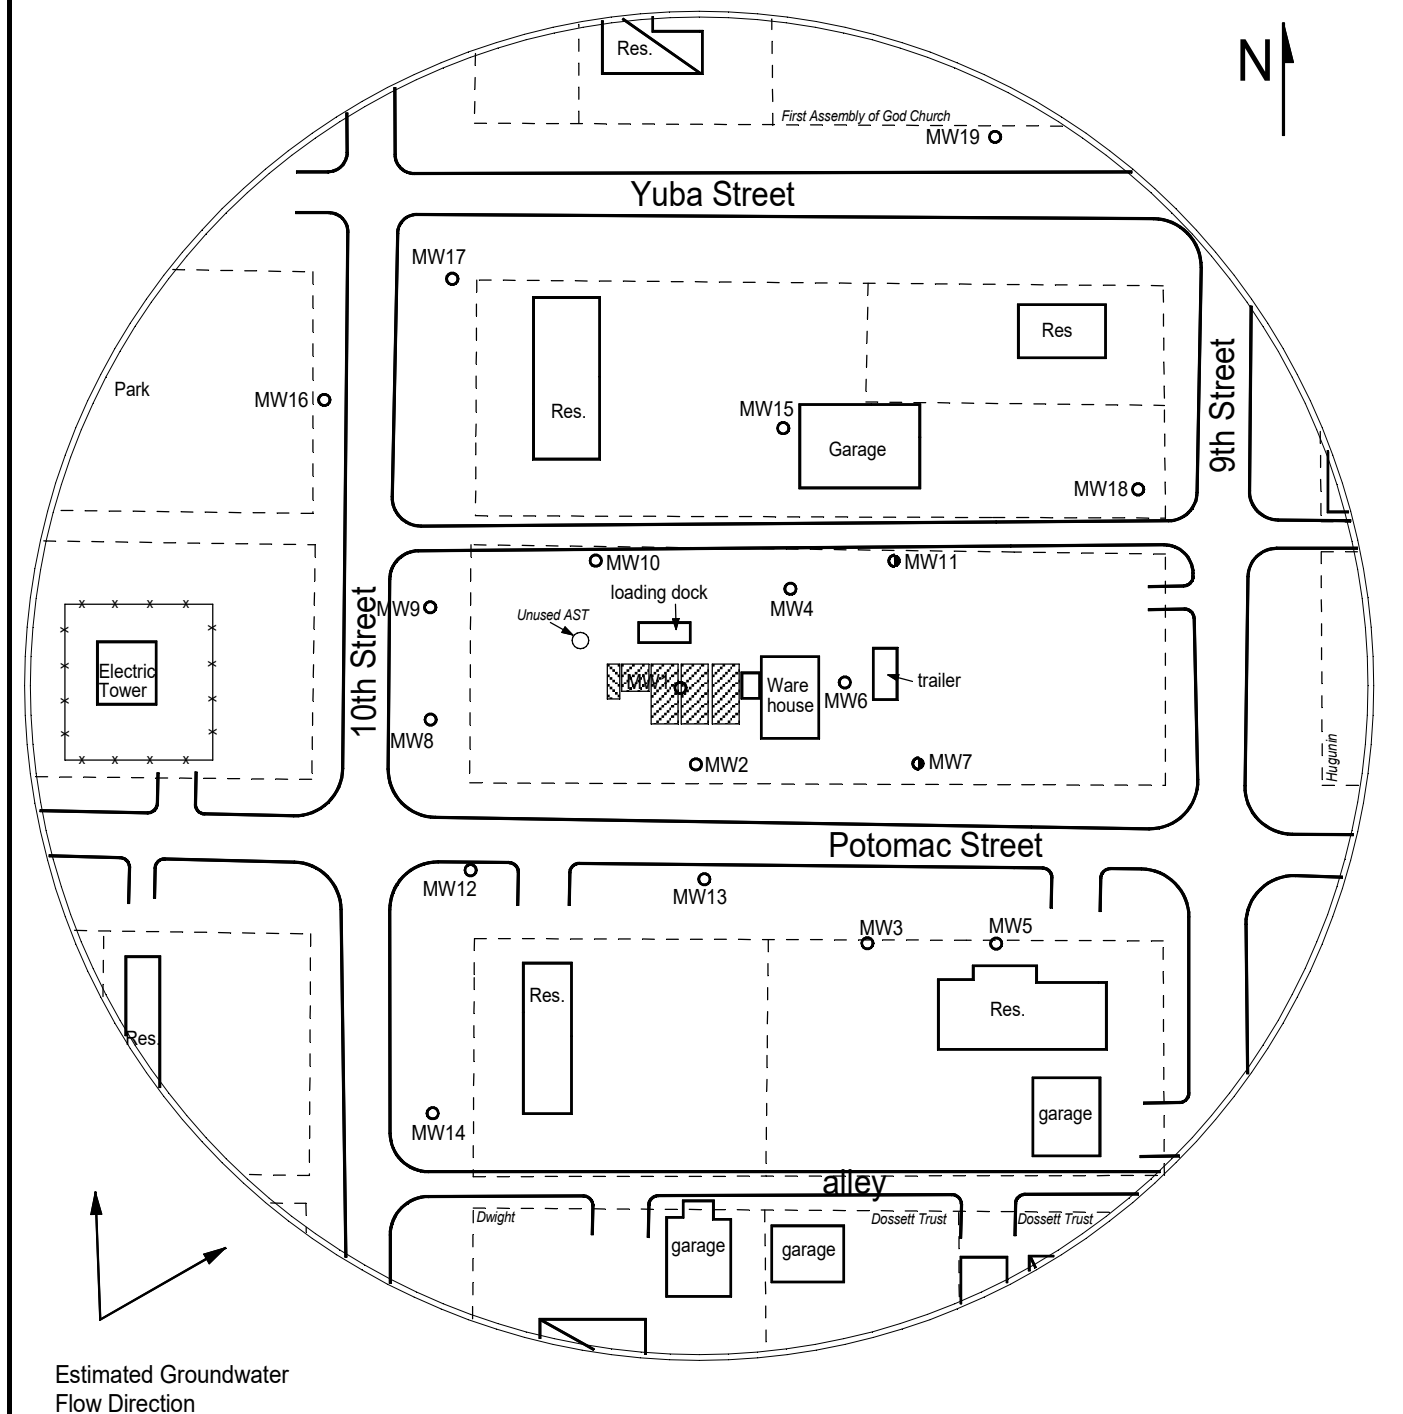 Res.
N
First Assembly of God Church
MW19
Yuba Street
MW17
Res
9th Street
Park
MW16
Res.
MW15
Garage
MW18
MW10
MW11
loading dock
MW4
MW9
Unused AST
10th Street
Electric
Tower
MW1
Ware
house
MW6
trailer
MW8
MW2
MW7
Hugunin
Potomac Street
MW12
MW13
MW3
MW5
Res.
Res.
Res.
garage
MW14
alley
Dwight
Dossett Trust
Dossett Trust
garage
garage
Estimated Groundwater
Flow Direction